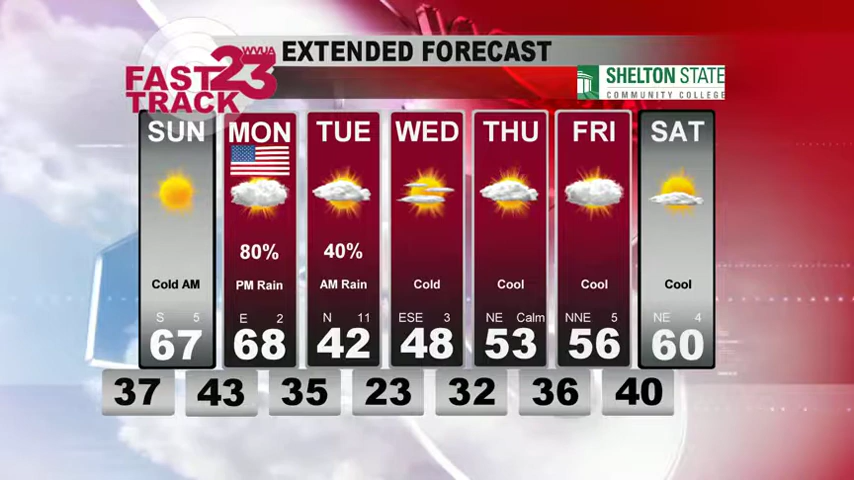 WVUA
23
FAST
TRACK
EXTENDED FORECAST
SHELTON STATE
COMMUNITY COLLEGE
SUN MON TUE WED THU FRI SAT
80% 40%
Cold AM PM Rain AM Rain Cold Cool Cool Cool
S 5 E 2 N 11 ESE 3 NE Calm NNE 5 NE 4
67 68 42 48 53 56 60
37 43 35 23 32 36 40